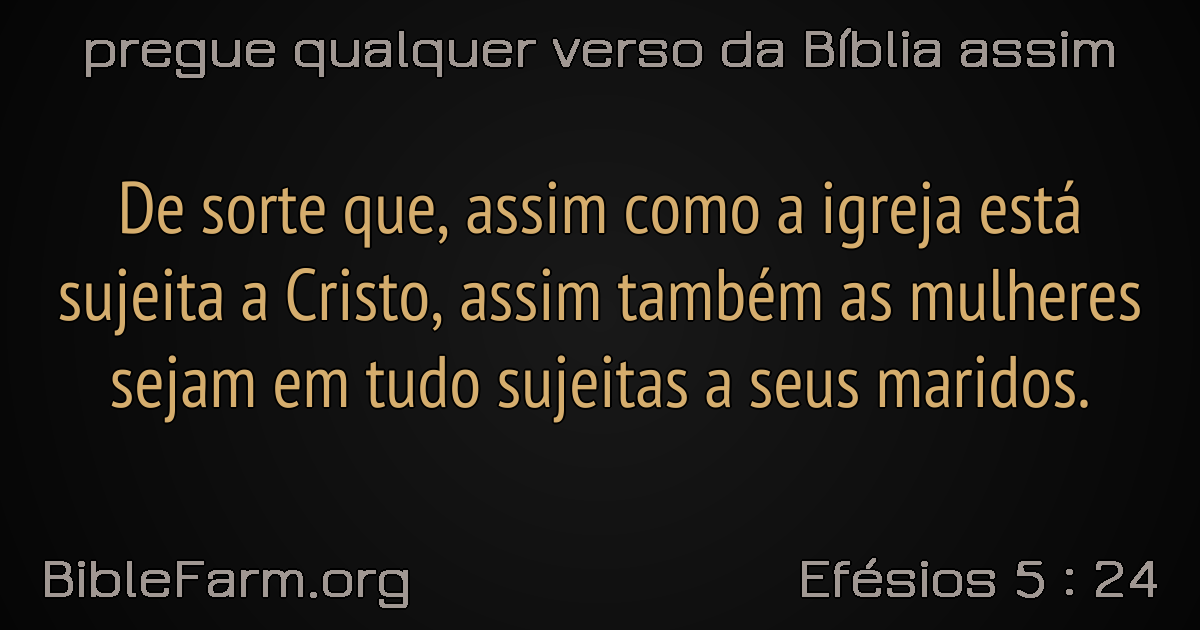 pregue qualquer verso da Bíblia assim
De sorte que, assim como a igreja está
sujeita a Cristo, assim também as mulheres
sejam em tudo sujeitas a seus maridos.
BibleFarm.org
Efésios 5 : 24